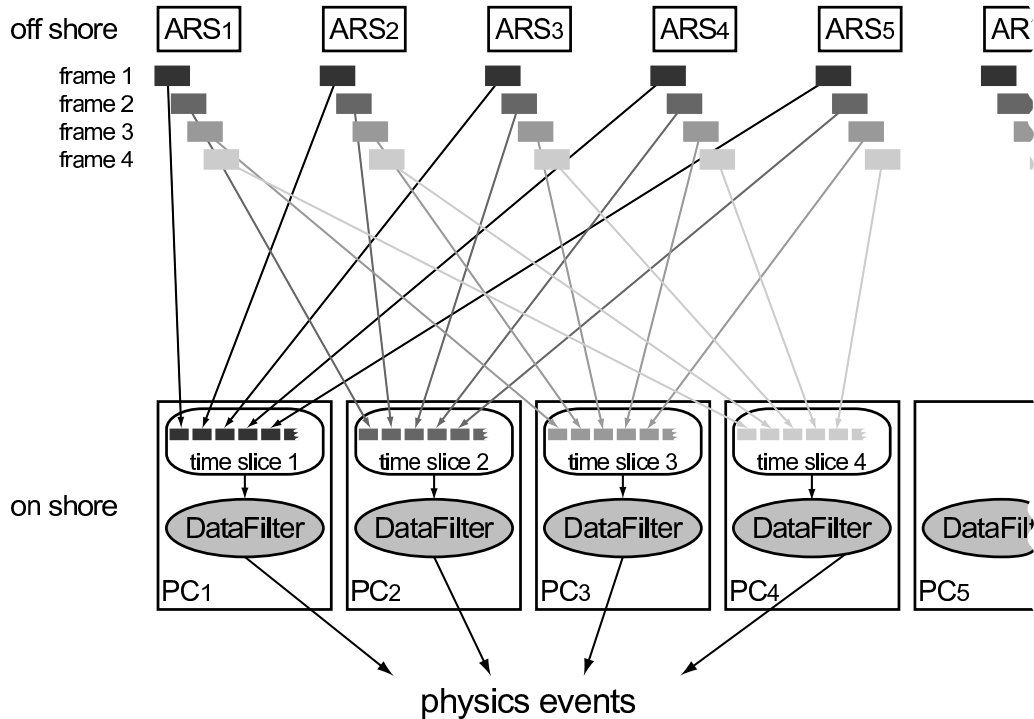 off shore
ARS1 ARS2 ARS3 ARS4 ARS5 AR
frame 1
frame 2
frame 3
frame 4
time slice 1 time slice 2 time slice 3 time slice 4
on shore
DataFilter DataFilter DataFilter DataFilter DataFil
PC1 PC2 PC3 PC4 PC5
physics events